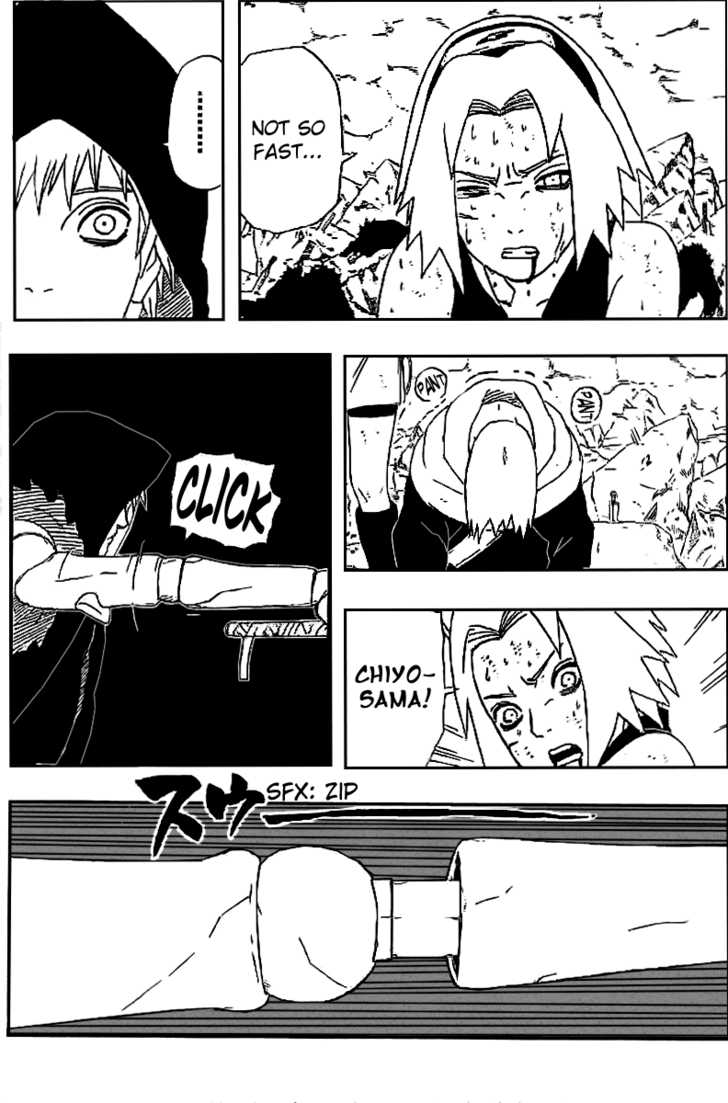 NOT SO
FAST...
..........
PANT
PANT
CHIYO-
SAMA!
CLICK
スウ
SFX: ZIP